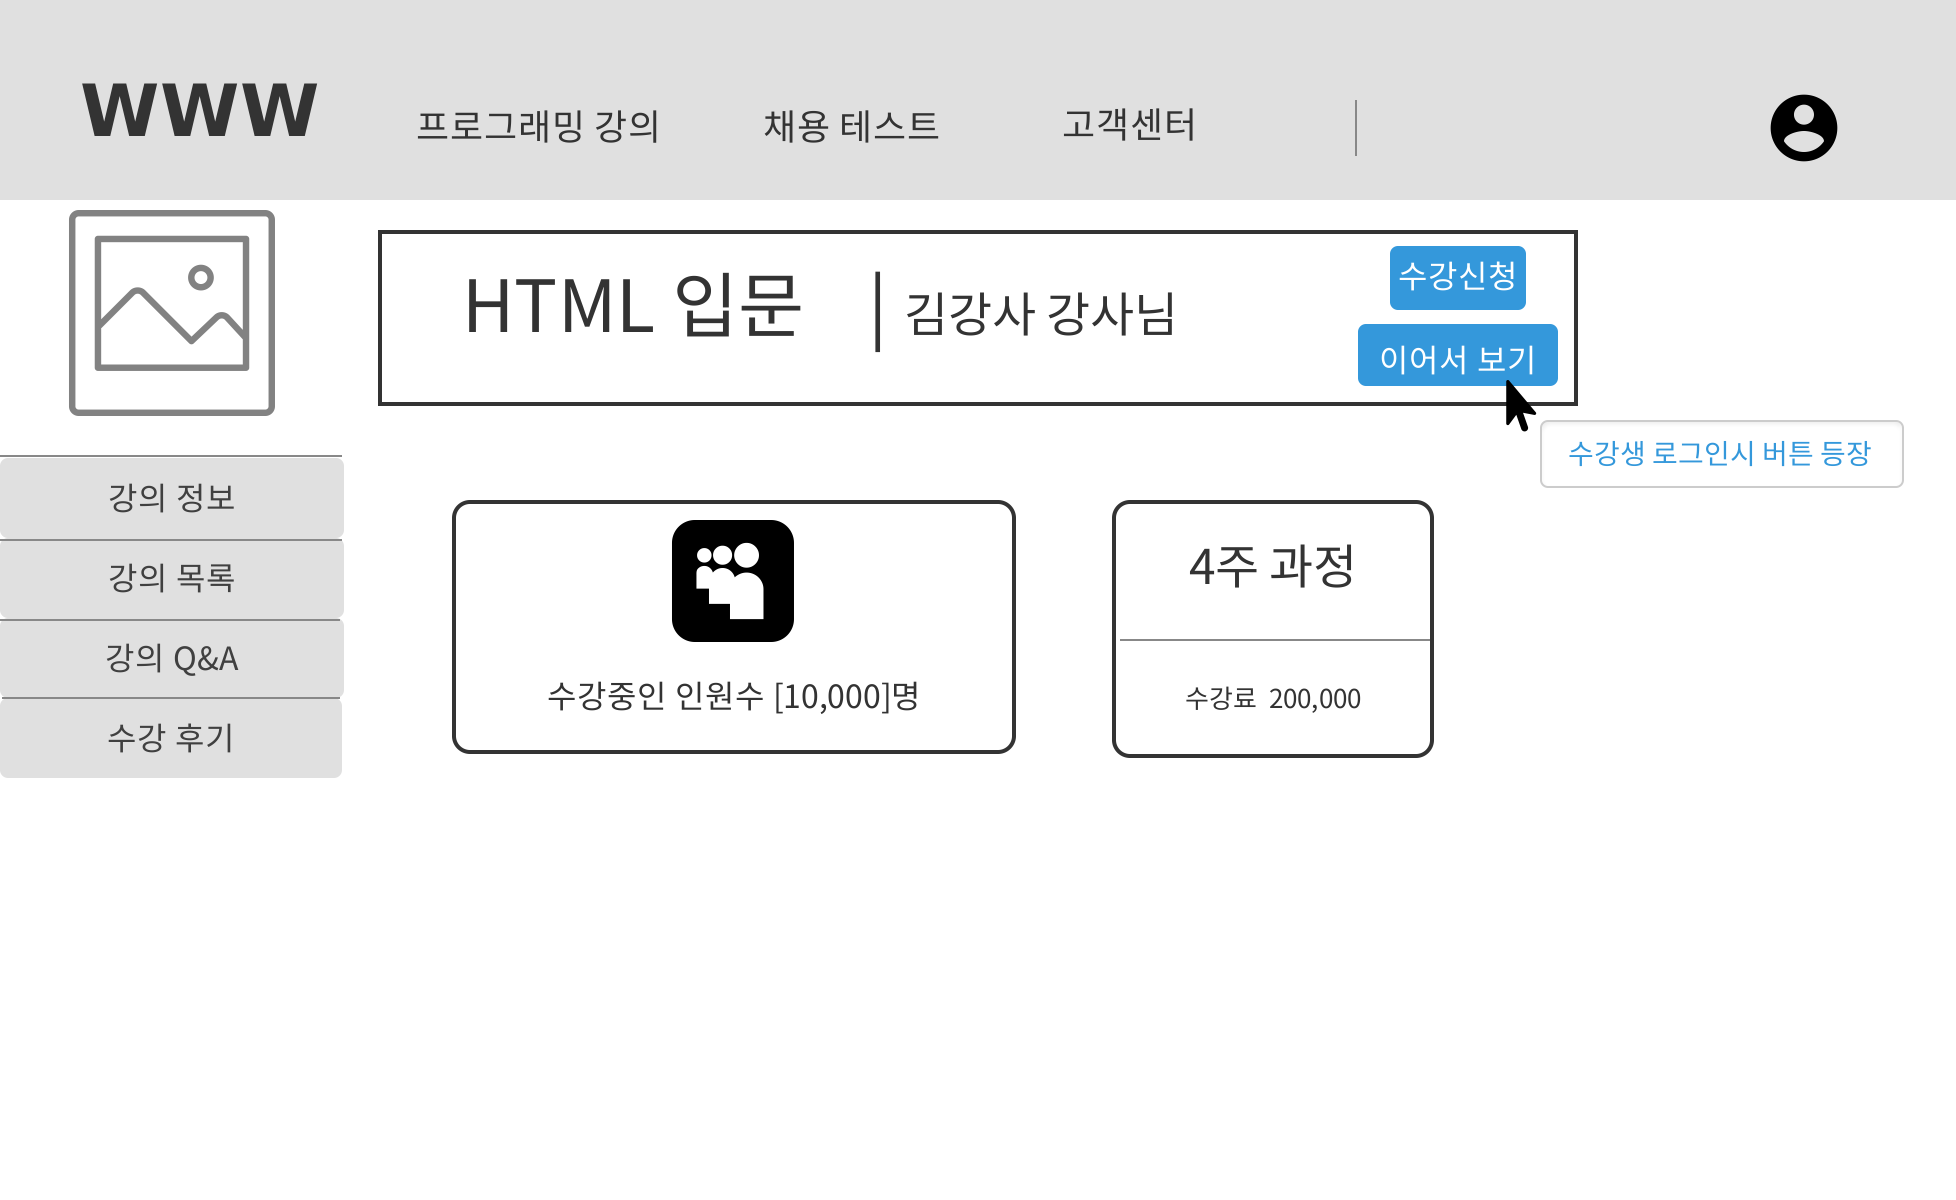 www
프로그래밍 강의 채용 테스트 고객센터
HTML 입문 김강사 강사님
수강신청
이어서 보기
수강생 로그인시 버튼 등장
강의 정보
강의 목록
강의 Q&A
수강 후기
수강중인 인원수 [10,000]명
4주 과정
수강료 200,000